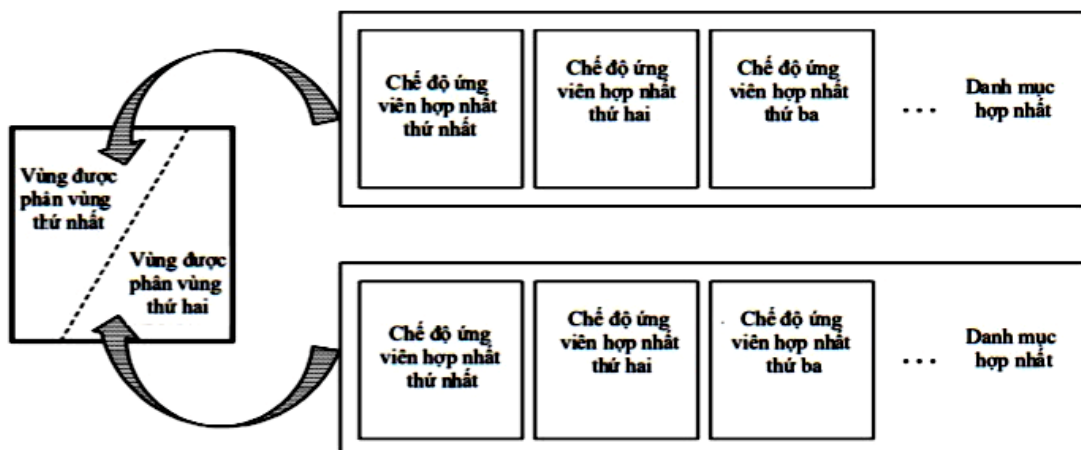 Chế độ ứng
viên hợp nhất
thứ nhất
Chế độ ứng
viên hợp nhất
thứ hai
Chế độ ứng
viên hợp nhất
thứ ba
...
Danh mục
hợp nhất
Vùng được
phân vùng
thứ nhất
Vùng được
phân vùng
thứ hai
Chế độ ứng
viên hợp nhất
thứ nhất
Chế độ ứng
viên hợp nhất
thứ hai
Chế độ ứng
viên hợp nhất
thứ ba
...
Danh mục
hợp nhất